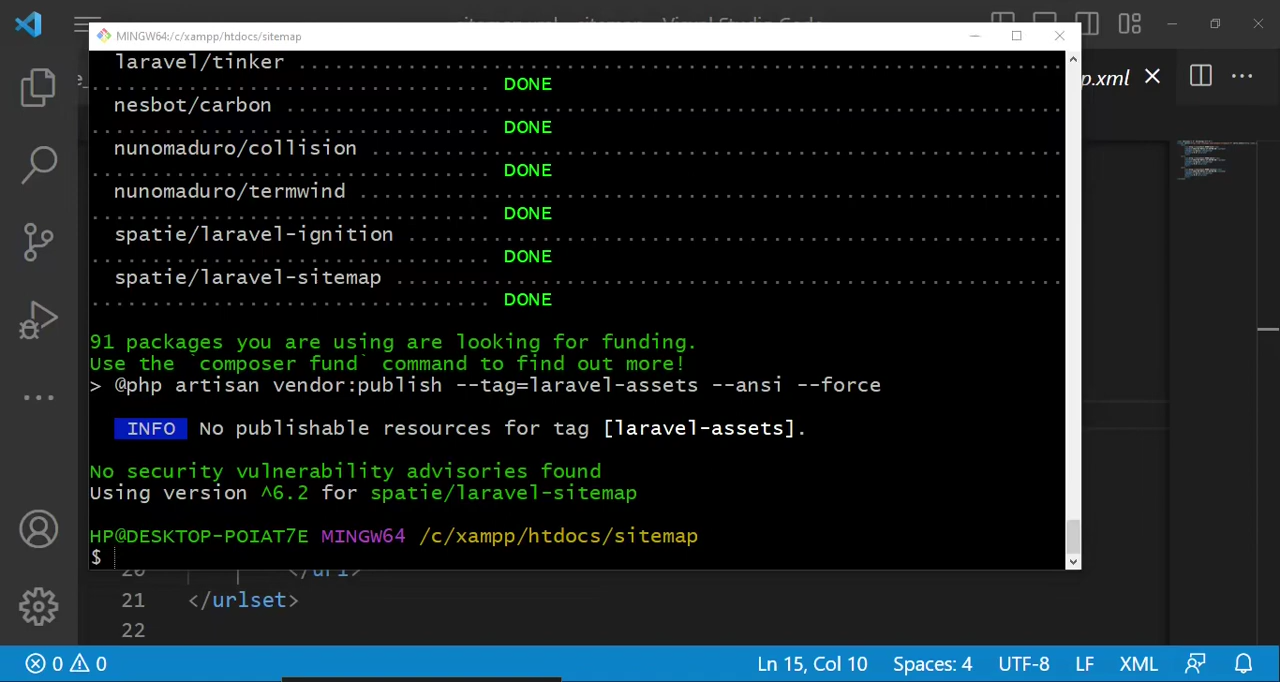 MINGW64:/c/xampp/htdocs/sitemap
p.xml
laravel/tinker ..............................................................
................................. DONE
nesbot/carbon ...............................................................
................................. DONE
nunomaduro/collision ........................................................
................................. DONE
nunomaduro/termwind .........................................................
................................. DONE
spatie/laravel-ignition .....................................................
................................. DONE
spatie/laravel-sitemap ......................................................
................................. DONE
91 packages you are using are looking for funding.
Use the `composer fund` command to find out more!
> @php artisan vendor:publish --tag=laravel-assets --ansi --force
INFO No publishable resources for tag [laravel-assets].
No security vulnerability advisories found
Using version ^6.2 for spatie/laravel-sitemap
HP@DESKTOP-POIAT7E MINGW64 /c/xampp/htdocs/sitemap
$
21 </urlset>
22
0 0 Ln 15, Col 10 Spaces: 4 UTF-8 LF XML